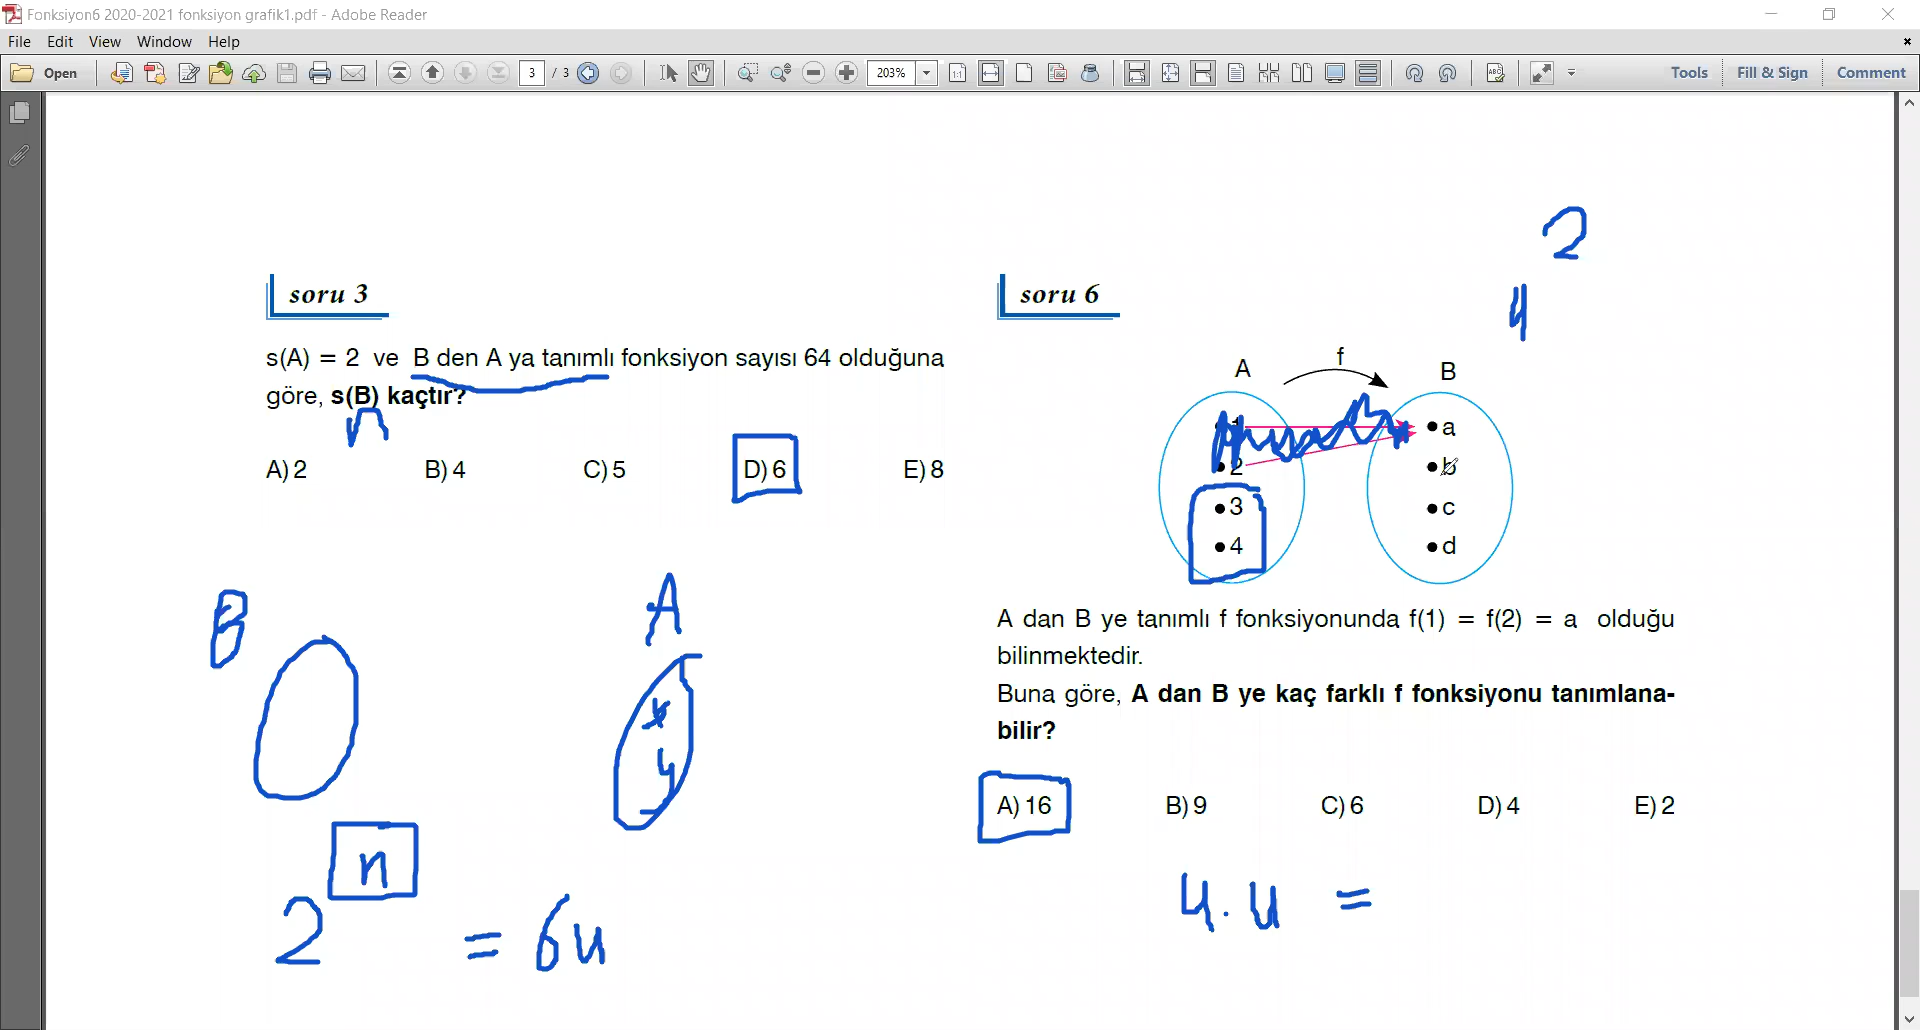 Fonksiyon6 2020-2021 fonksiyon grafik1.pdf - Adobe Reader
File Edit View Window Help
Open 3 / 3 203% Tools Fill & Sign Comment
soru 3
s(A) = 2 ve B den A ya tanımlı fonksiyon sayısı 64 olduğuna
göre, s(B) kaçtır?
n
A) 2 B) 4 C) 5 D) 6 E) 8
B A
x
y
2 n = 64
soru 6
2
4
A f B
1 a
2 b
3 c
4 d
A dan B ye tanımlı f fonksiyonunda f(1) = f(2) = a olduğu
bilinmektedir.
Buna göre, A dan B ye kaç farklı f fonksiyonu tanımlana-
bilir?
A) 16 B) 9 C) 6 D) 4 E) 2
4 . 4 =